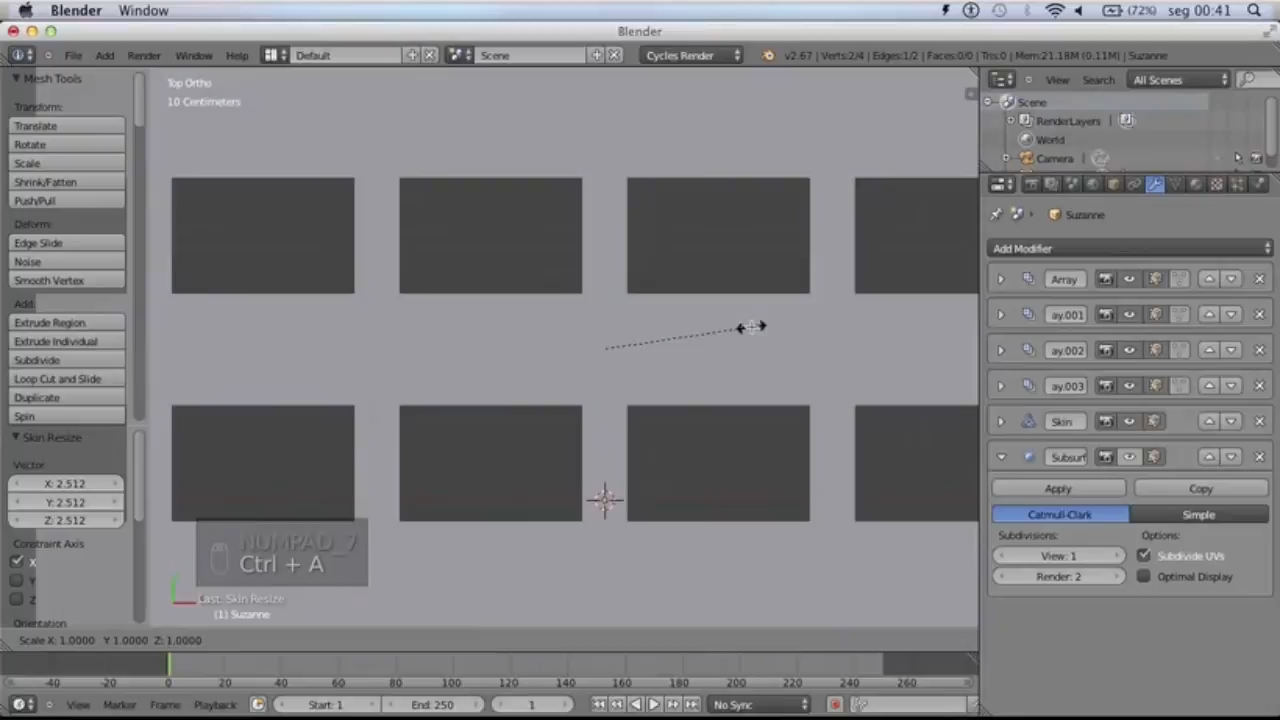 Blender Window (72%) seg 00:41
Blender
File Add Render Window Help Default Scene Cycles Render v2.67 | Verts:2/4 | Edges:1/2 | Faces:0/0 | Tris:0 | Mem:21.18M (0.11M) | Suzanne
Mesh Tools
Transform:
Translate
Rotate
Scale
Shrink/Fatten
Push/Pull
Deform:
Edge Slide
Noise
Smooth Vertex
Add:
Extrude Region
Extrude Individual
Subdivide
Loop Cut and Slide
Duplicate
Spin
Skin Resize
Vector
X: 2.512
Y: 2.512
Z: 2.512
Constraint Axis
X
Y
Z
Orientation
Top Ortho
10 Centimeters
NUMPAD_7
Ctrl + A
Last: Skin Resize
(1) Suzanne
Scale X: 1.0000 Y 1.0000 Z: 1.0000
View Search All Scenes
Scene
RenderLayers |
World
Camera
Suzanne
Add Modifier
Array
ay.001
ay.002
ay.003
Skin
Subsurf
Apply Copy
Catmull-Clark Simple
Subdivisions: Options:
View: 1 Subdivide UVs
Render: 2 Optimal Display
-40 -20 0 20 40 60 80 100 120 140 160 180 200 220 240 260
View Marker Frame Playback Start: 1 End: 250 1 No Sync